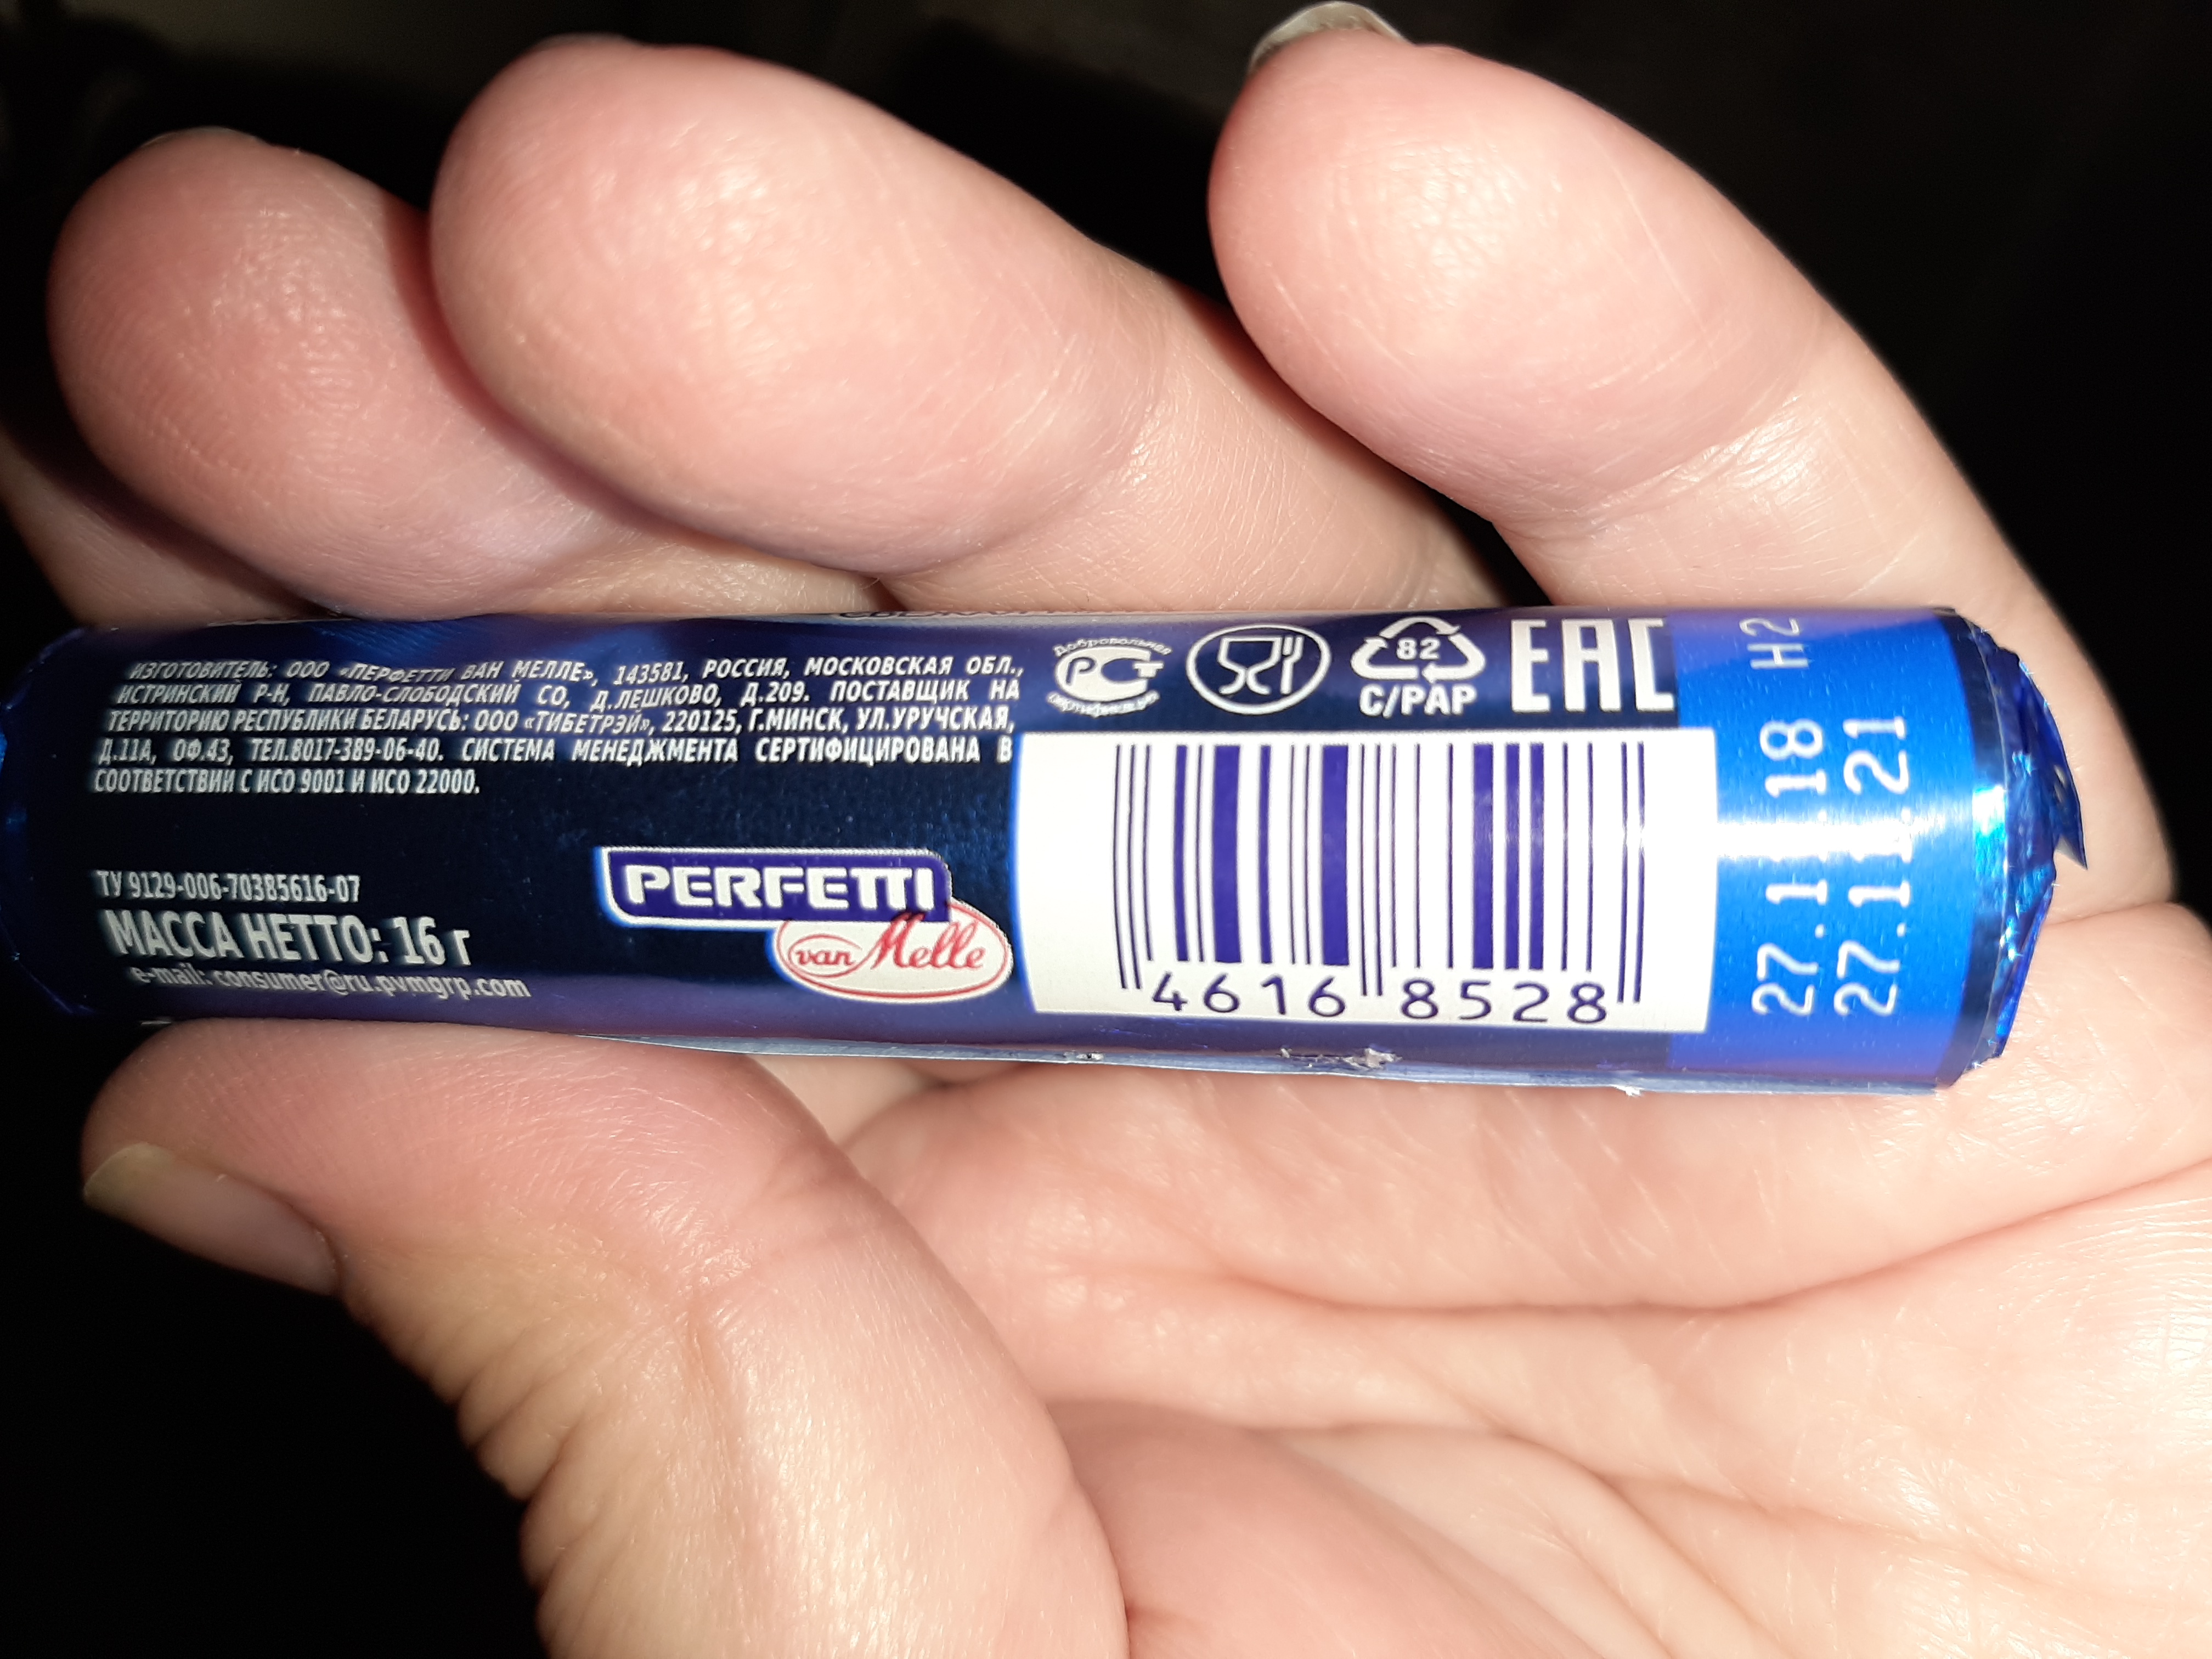 ИЗГОТОВИТЕЛЬ: ООО «ПЕРФЕТТИ ВАН МЕЛЛЕ», 143581, РОССИЯ, МОСКОВСКАЯ ОБЛ.,
ИСТРИНСКИЙ Р-Н, ПАВЛО-СЛОБОДСКИЙ СО, Д.ЛЕШКОВО, Д.209. ПОСТАВЩИК НА
ТЕРРИТОРИЮ РЕСПУБЛИКИ БЕЛАРУСЬ: ООО «ТИБЕТРЭЙ», 220125, Г.МИНСК, УЛ.УРУЧСКАЯ,
Д.11А, ОФ.43, ТЕЛ.8017-389-06-40. СИСТЕМА МЕНЕДЖМЕНТА СЕРТИФИЦИРОВАНА В
СООТВЕТСТВИИ С ИСО 9001 И ИСО 22000.
ТУ 9129-006-70385616-07
МАССА НЕТТО: 16 г
e-mail: consumer@ru.pvmgrp.com
PERFETTI
van Melle
Добровольная
РСТ
сертификация
82
C/PAP
EAC
4616 8528
27.11.18 H2
27.11.21